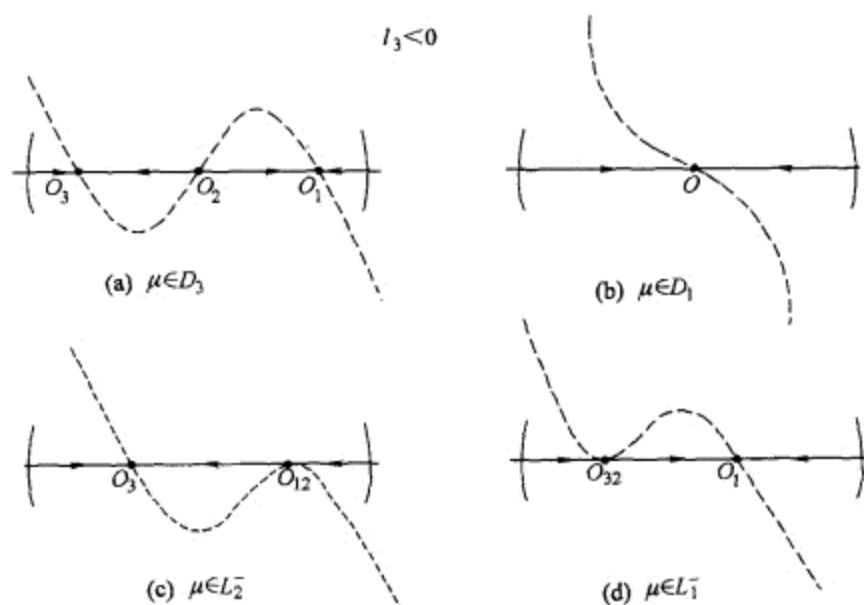 l₃<0
O₃ O₂ O₁
O
(a) μ∈D₃
(b) μ∈D₁
O₃ O₁₂
O₃₂ O₁
(c) μ∈L₂⁻
(d) μ∈L₁⁻